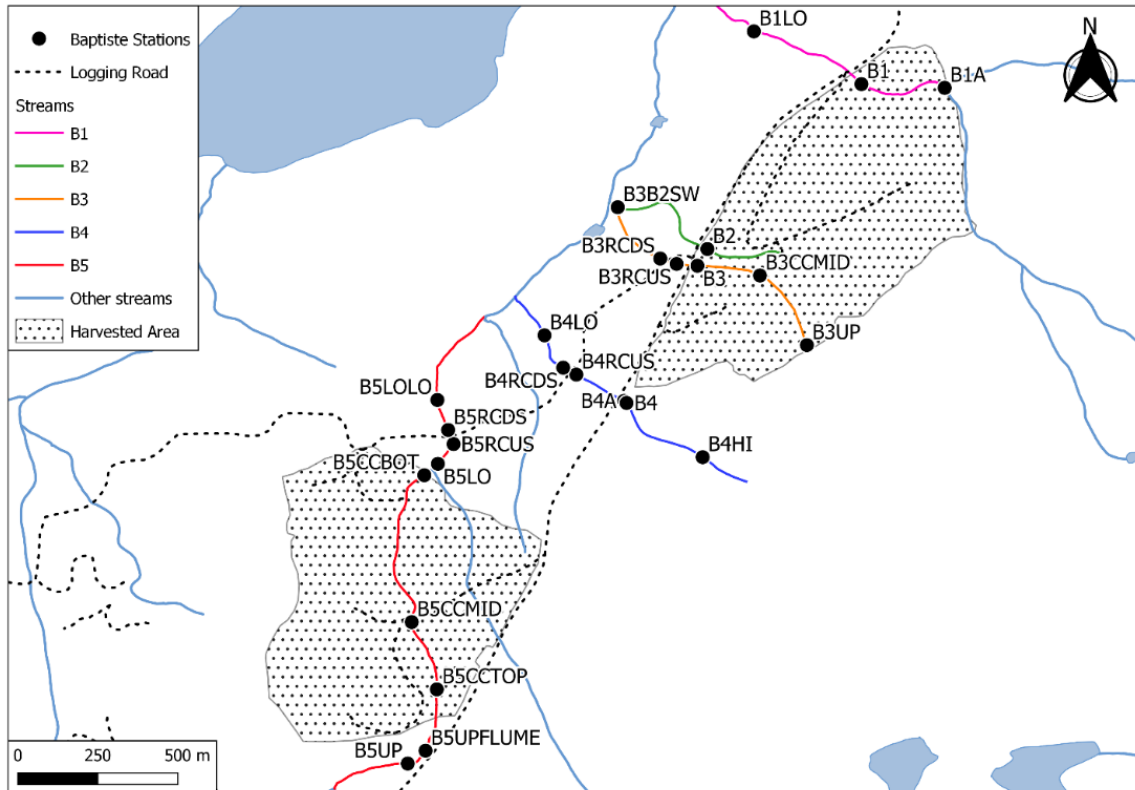 Baptiste Stations
Logging Road
Streams
B1
B2
B3
B4
B5
Other streams
Harvested Area
N
B1LO
B1
B1A
B3B2SW
B2
B3RCDS
B3RCUS
B3
B3CCMID
B3UP
B4LO
B4RCUS
B4RCDS
B4A
B4
B4HI
B5LOLO
B5RCDS
B5RCUS
B5CCBOT
B5LO
B5CCMID
B5CCTOP
B5UPFLUME
B5UP
0 250 500 m